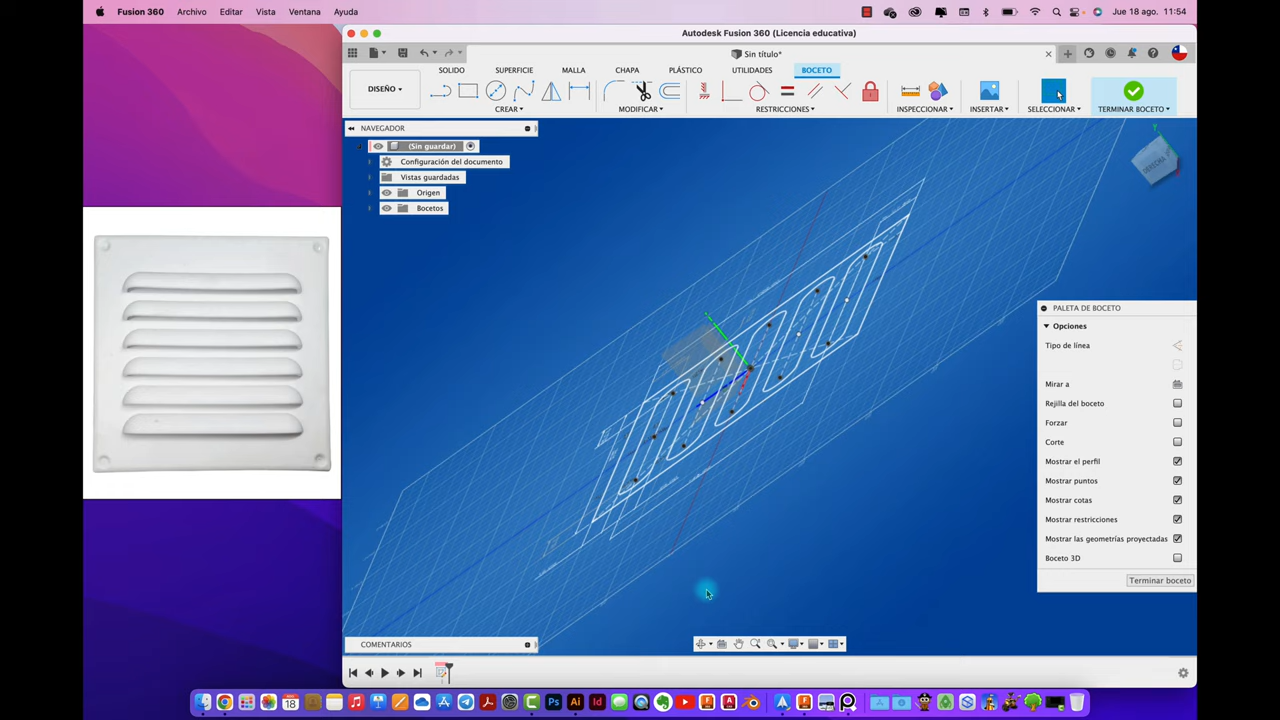 Fusion 360 Archivo Editar Vista Ventana Ayuda
Jue 18 ago. 11:54
Autodesk Fusion 360 (Licencia educativa)
Sin título*
SÓLIDO SUPERFICIE MALLA CHAPA PLÁSTICO UTILIDADES BOCETO
DISEÑO
CREAR MODIFICAR RESTRICCIONES INSPECCIONAR INSERTAR SELECCIONAR TERMINAR BOCETO
NAVEGADOR
(Sin guardar)
Configuración del documento
Vistas guardadas
Origen
Bocetos
PALETA DE BOCETO
Opciones
Tipo de línea
Mirar a
Rejilla del boceto
Forzar
Corte
Mostrar el perfil
Mostrar puntos
Mostrar cotas
Mostrar restricciones
Mostrar las geometrías proyectadas
Boceto 3D
Terminar boceto
COMENTARIOS